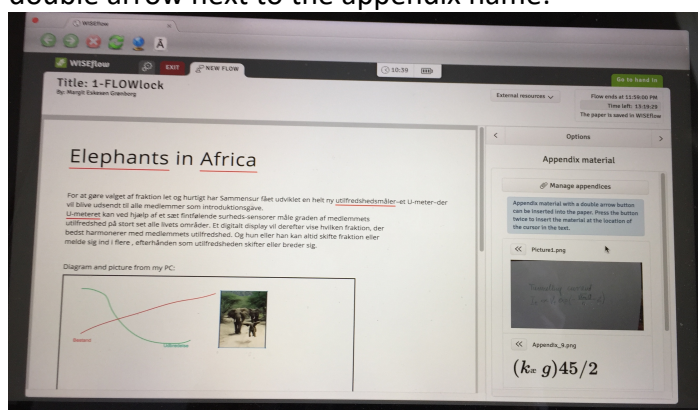 double arrow next to the appendix name.
WISEflow
Ā
WISEflow
EXIT
NEW FLOW
10:39
Go to hand in
Title: 1-FLOWlock
By: Margit Eskesen Grønborg
External resources
Flow ends at 11:59:00 PM
Time left: 13:19:29
The paper is saved in WISEflow
Options
Appendix material
Manage appendices
Appendix material with a double arrow button
can be inserted into the paper. Press the button
twice to insert the material at the location of
the cursor in the text.
Elephants in Africa
For at gøre valget af fraktion let og hurtigt har Sammensur fået udviklet en helt ny utilfredshedsmåler-et U-meter-der
vil blive udsendt til alle medlemmer som introduktionsgave.
U-meteret kan ved hjælp af et sæt fintfølende surheds-sensorer måle graden af medlemmets
utilfredshed på stort set alle livets områder. Et digitalt display vil derefter vise hvilken fraktion, der
bedst harmonerer med medlemmets utilfredshed. Og hun eller han kan altid skifte fraktion eller
melde sig ind i flere , efterhånden som utilfredsheden skifter eller breder sig.
Diagram and picture from my PC:
Picture1.png
Appendix_9.png
(kæ g)45/2